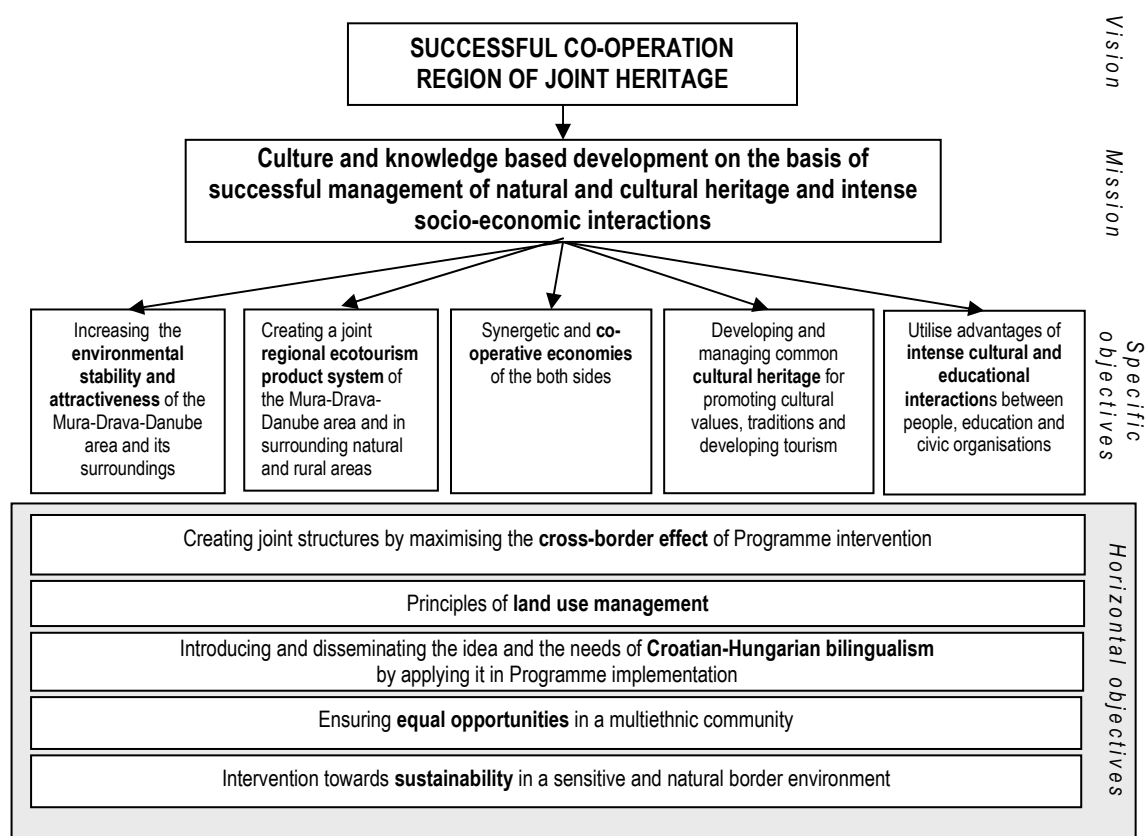 SUCCESSFUL CO-OPERATION
REGION OF JOINT HERITAGE
Vision
Culture and knowledge based development on the basis of
successful management of natural and cultural heritage and intense
socio-economic interactions
Mission
Increasing the
environmental
stability and
attractiveness of the
Mura-Drava-Danube
area and its
surroundings
Creating a joint
regional ecotourism
product system of
the Mura-Drava-
Danube area and in
surrounding natural
and rural areas
Synergetic and co-
operative economies
of the both sides
Developing and
managing common
cultural heritage for
promoting cultural
values, traditions and
developing tourism
Utilise advantages of
intense cultural and
educational
interactions between
people, education and
civic organisations
Specific
objectives
Creating joint structures by maximising the cross-border effect of Programme intervention
Principles of land use management
Introducing and disseminating the idea and the needs of Croatian-Hungarian bilingualism
by applying it in Programme implementation
Ensuring equal opportunities in a multiethnic community
Intervention towards sustainability in a sensitive and natural border environment
Horizontal objectives